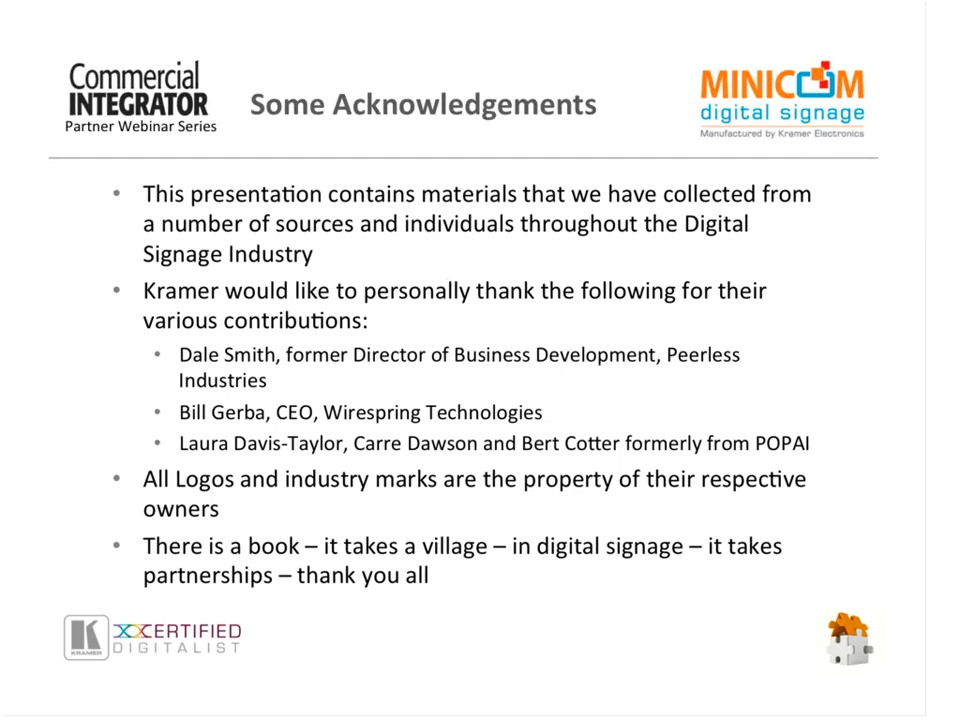 Commercial
INTEGRATOR
Partner Webinar Series
Some Acknowledgements
MINICOM
digital signage
Manufactured by Kramer Electronics
• This presentation contains materials that we have collected from
a number of sources and individuals throughout the Digital
Signage Industry
• Kramer would like to personally thank the following for their
various contributions:
• Dale Smith, former Director of Business Development, Peerless
Industries
• Bill Gerba, CEO, Wirespring Technologies
• Laura Davis-Taylor, Carre Dawson and Bert Cotter formerly from POPAI
• All Logos and industry marks are the property of their respective
owners
• There is a book – it takes a village – in digital signage – it takes
partnerships – thank you all
K
KRAMER
CERTIFIED
DIGITALIST